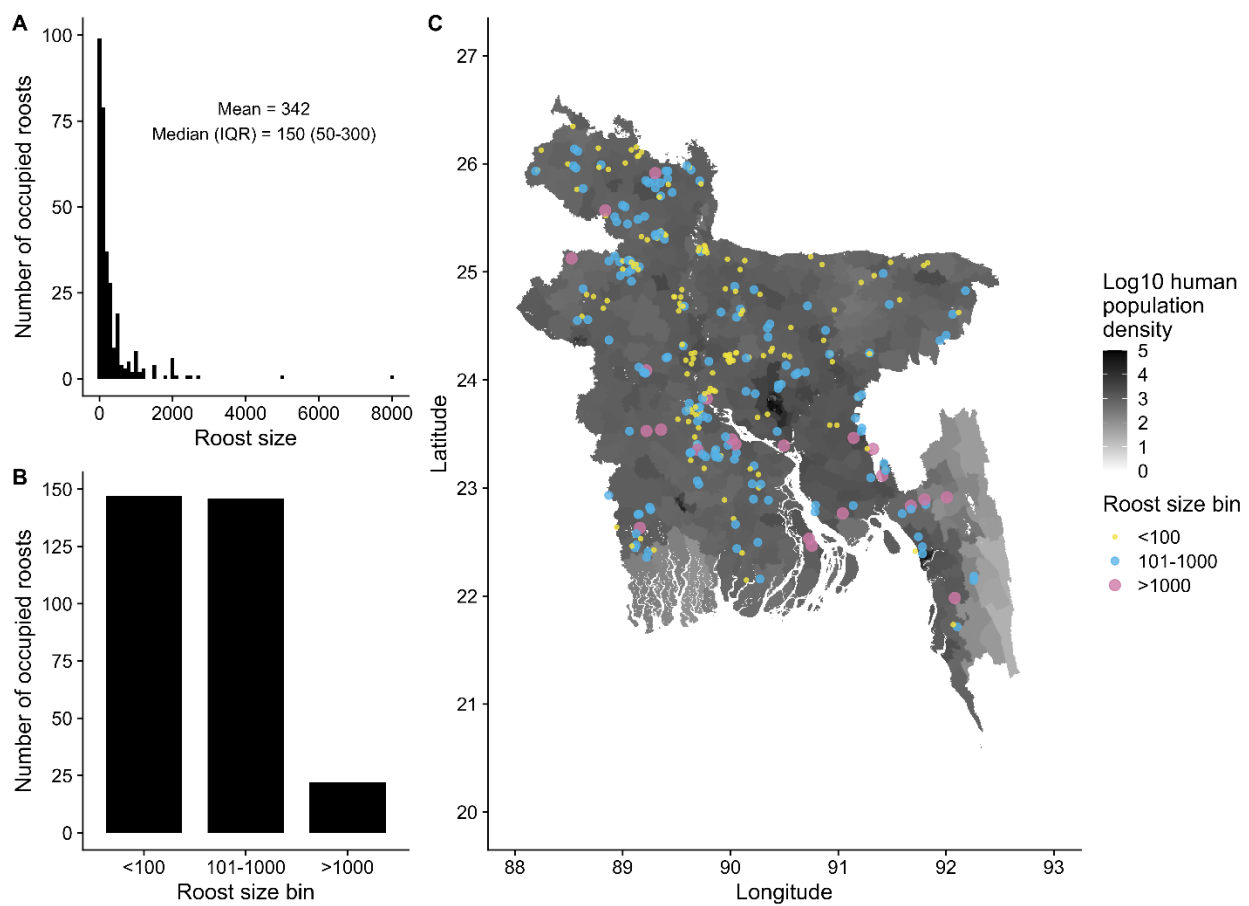 A
Number of occupied roosts
100
75
50
25
0
Mean = 342
Median (IQR) = 150 (50-300)
0
2000
4000
6000
8000
Roost size
B
Number of occupied roosts
150
125
100
75
50
25
0
<100
101-1000
>1000
Roost size bin
C
Latitude
27
26
25
24
23
22
21
20
88
89
90
91
92
93
Longitude
Log10 human
population
density
5
4
3
2
1
0
Roost size bin
<100
101-1000
>1000